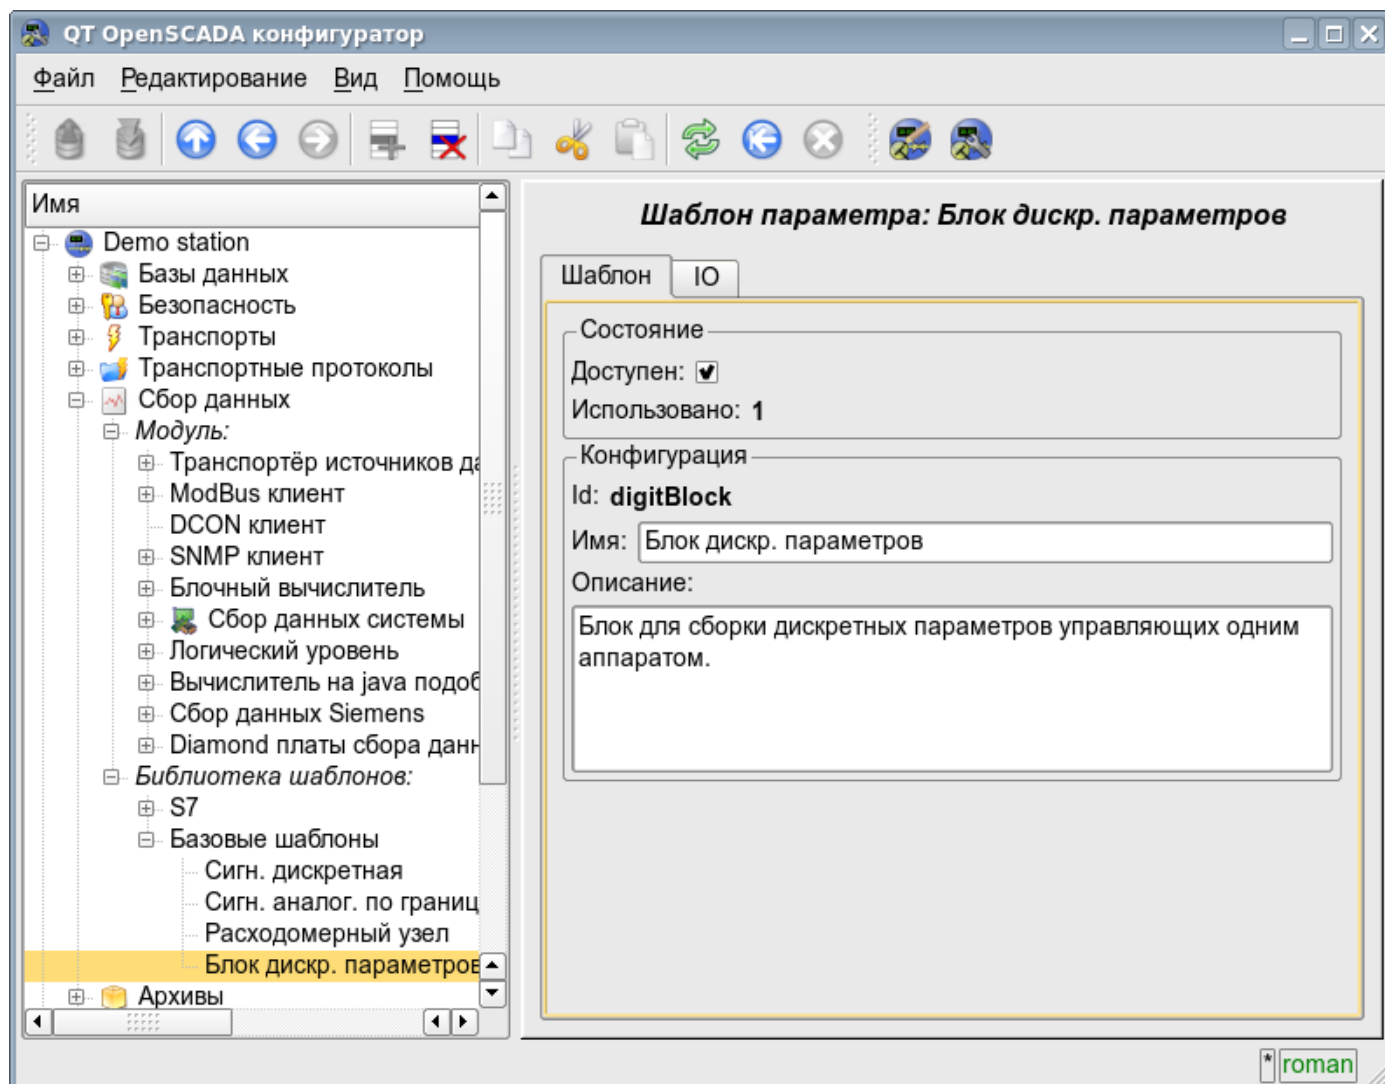 QT OpenSCADA конфигуратор
Файл Редактирование Вид Помощь
Имя
Demo station
Базы данных
Безопасность
Транспорты
Транспортные протоколы
Сбор данных
Модуль:
Транспортёр источников да
ModBus клиент
DCON клиент
SNMP клиент
Блочный вычислитель
Сбор данных системы
Логический уровень
Вычислитель на java подоб
Сбор данных Siemens
Diamond платы сбора данн
Библиотека шаблонов:
S7
Базовые шаблоны
Сигн. дискретная
Сигн. аналог. по границ
Расходомерный узел
Блок дискр. параметров
Архивы
Шаблон параметра: Блок дискр. параметров
Шаблон IO
Состояние
Доступен:
Использовано: 1
Конфигурация
Id: digitBlock
Имя: Блок дискр. параметров
Описание:
Блок для сборки дискретных параметров управляющих одним
аппаратом.
* roman